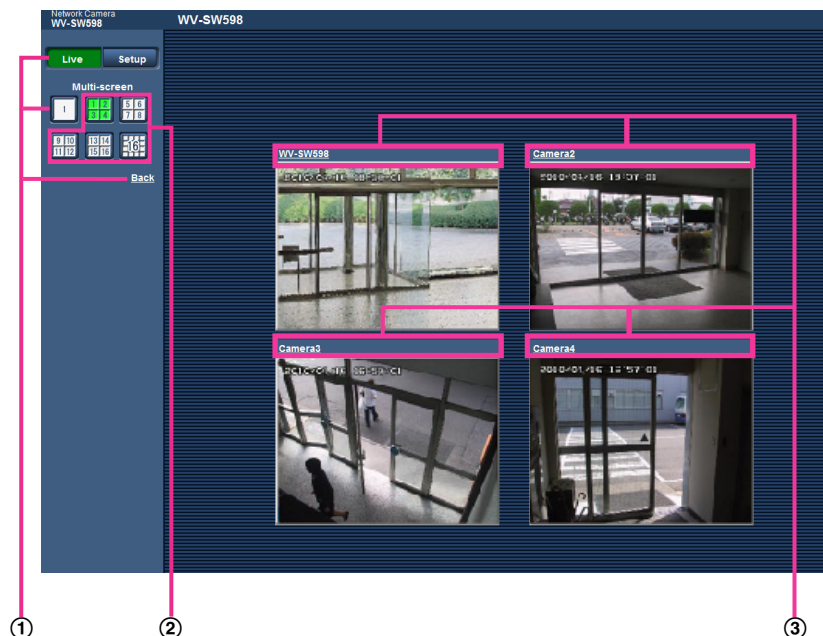 Network Camera
WV-SW598
WV-SW598
Live
Setup
Multi-screen
1
1 2
3 4
5 6
7 8
9 10
11 12
13 14
15 16
16
Back
WV-SW598
Camera2
Camera3
Camera4
① ② ③